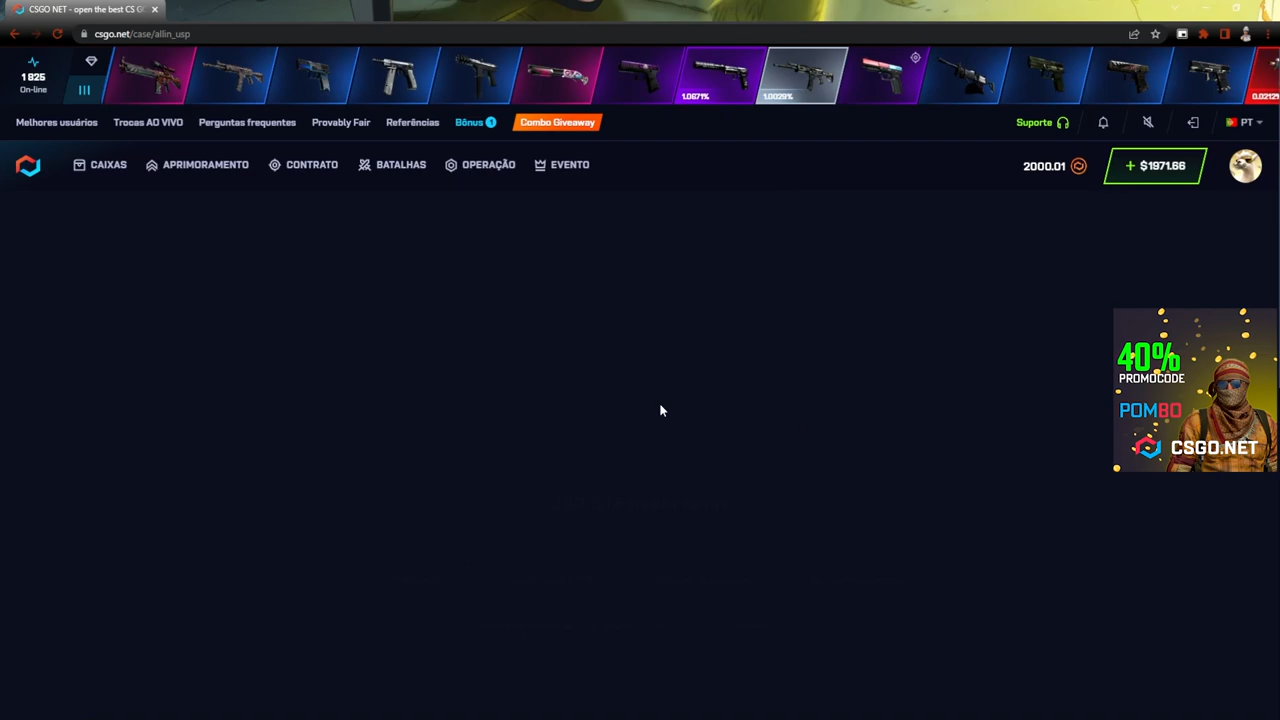 CSGO NET - open the best CS G
csgo.net/case/allin_usp
1 825
On-line
1.0671%
1.0029%
0.0212
Melhores usuários
Trocas AO VIVO
Perguntas frequentes
Provably Fair
Referências
Bônus 1
Combo Giveaway
Suporte
PT
CAIXAS
APRIMORAMENTO
CONTRATO
BATALHAS
OPERAÇÃO
EVENTO
2000.01
+ $1971.66
40%
PROMOCODE
POMBO
CSGO.NET